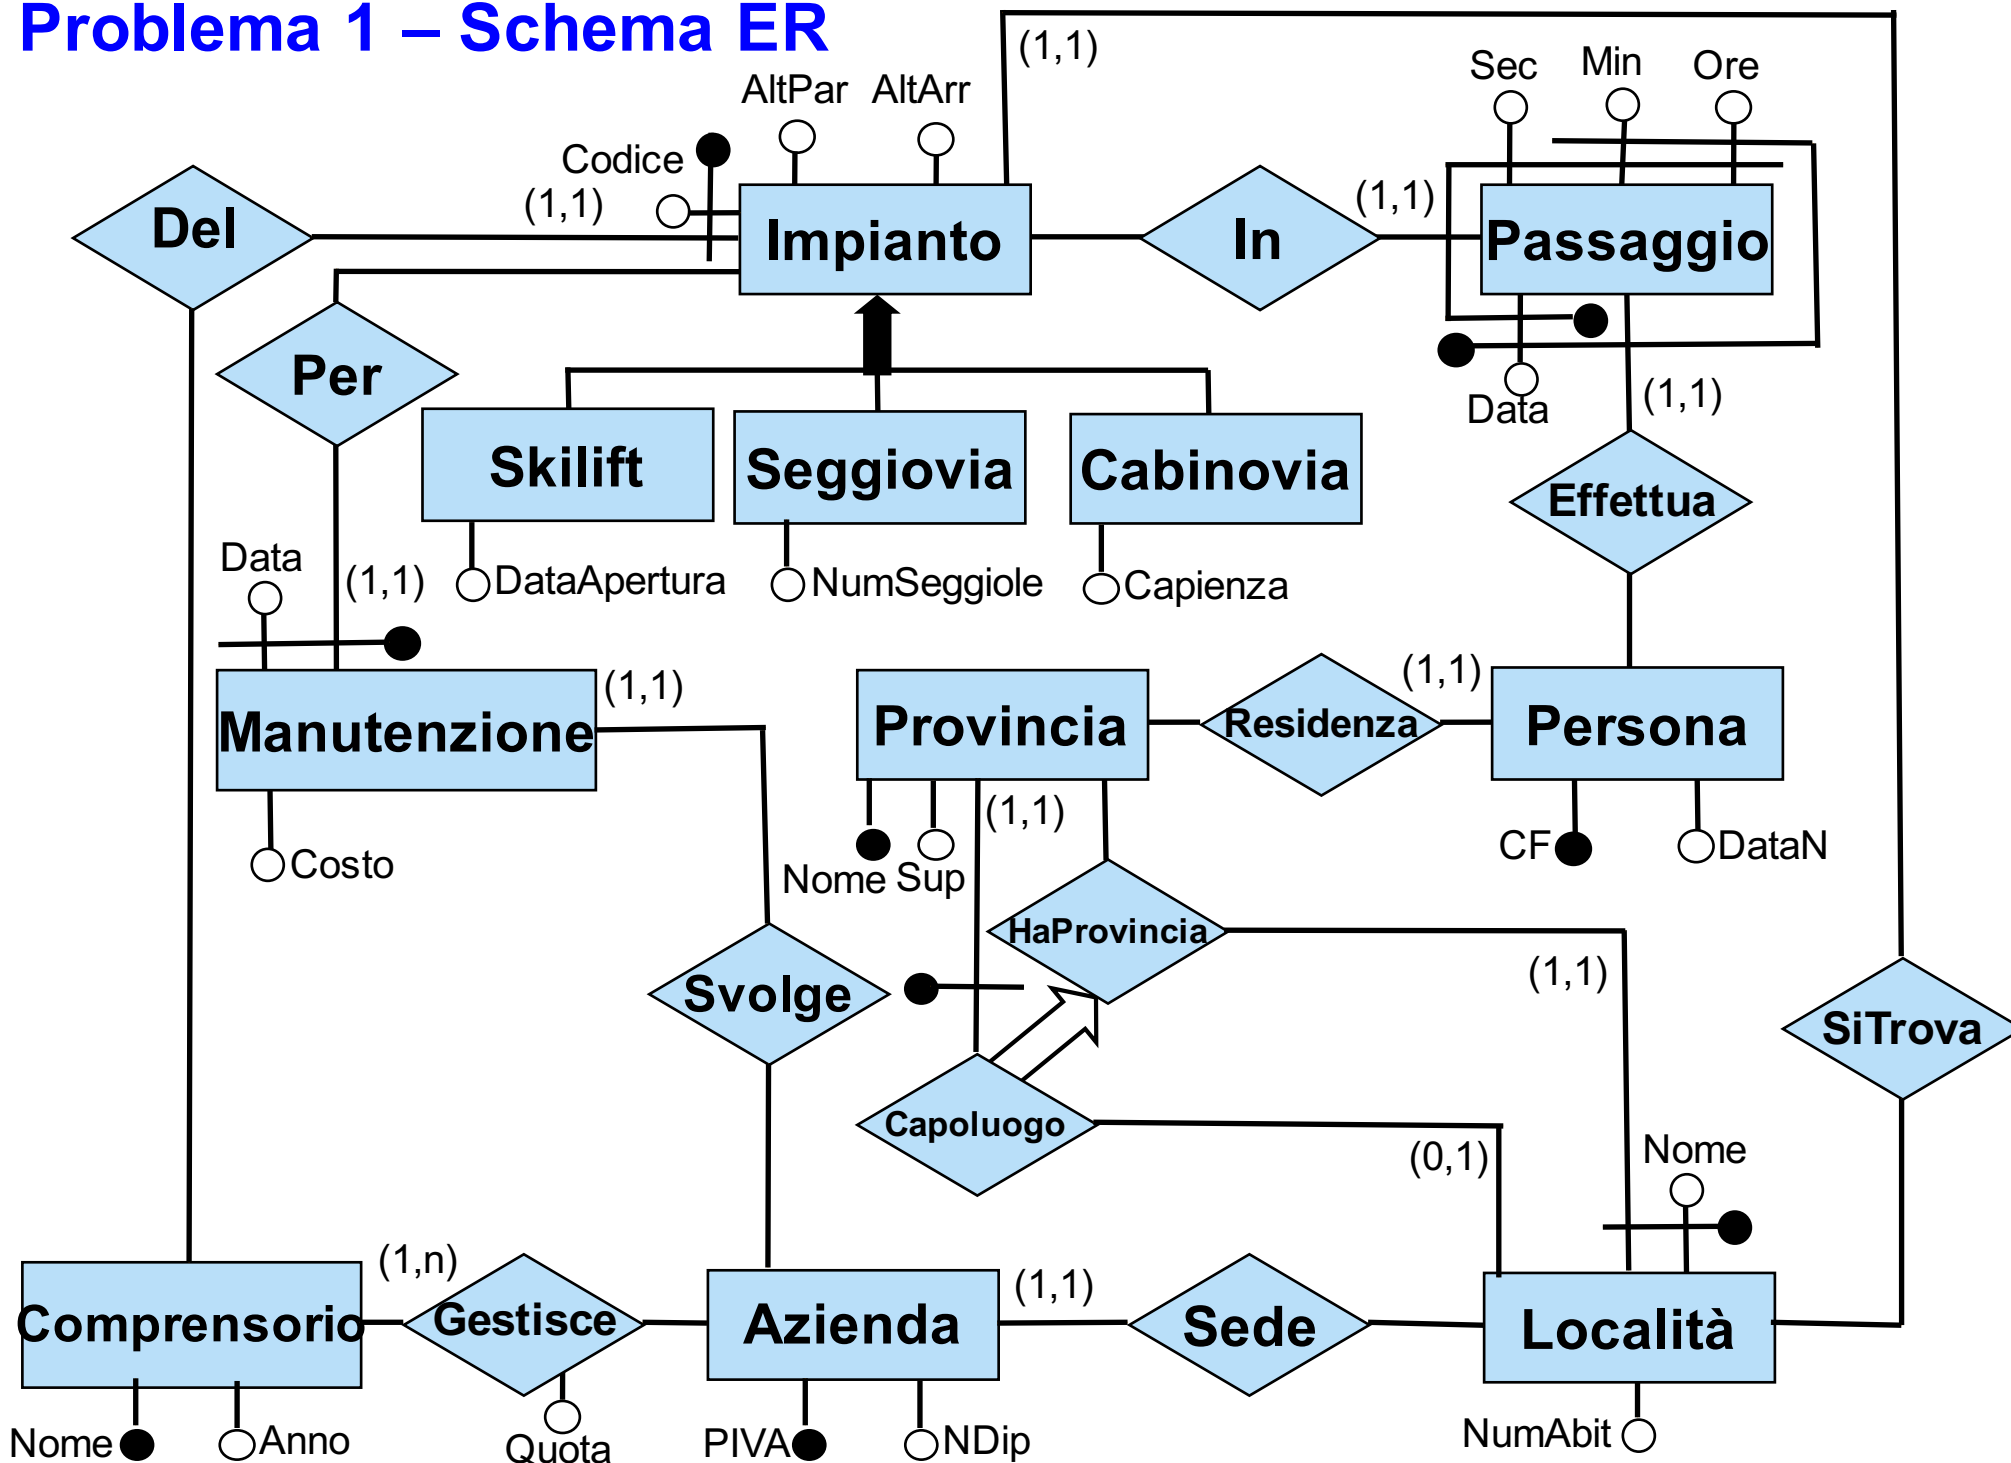 Problema 1 – Schema ER
(1,1)
Sec
Min
Ore
AltPar
AltArr
Codice
(1,1)
(1,1)
Del
Impianto
In
Passaggio
Per
Data
(1,1)
Skilift
Seggiovia
Cabinovia
Effettua
Data
(1,1)
DataApertura
NumSeggiole
Capienza
(1,1)
(1,1)
Manutenzione
Provincia
Residenza
Persona
(1,1)
Costo
Nome
Sup
CF
DataN
HaProvincia
(1,1)
Svolge
SiTrova
Capoluogo
(0,1)
Nome
(1,n)
(1,1)
Comprensorio
Gestisce
Azienda
Sede
Località
Nome
Anno
Quota
PIVA
NDip
NumAbit